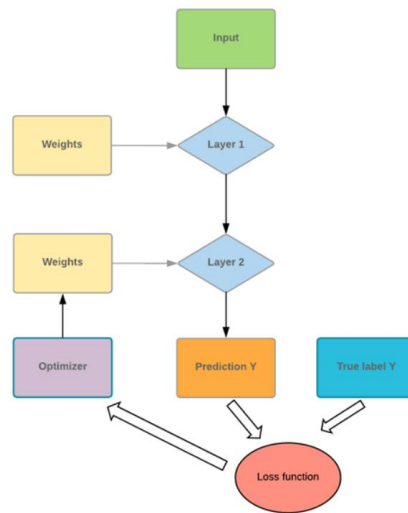 Input
Weights
Layer 1
Weights
Layer 2
Optimizer
Prediction Y
True label Y
Loss function